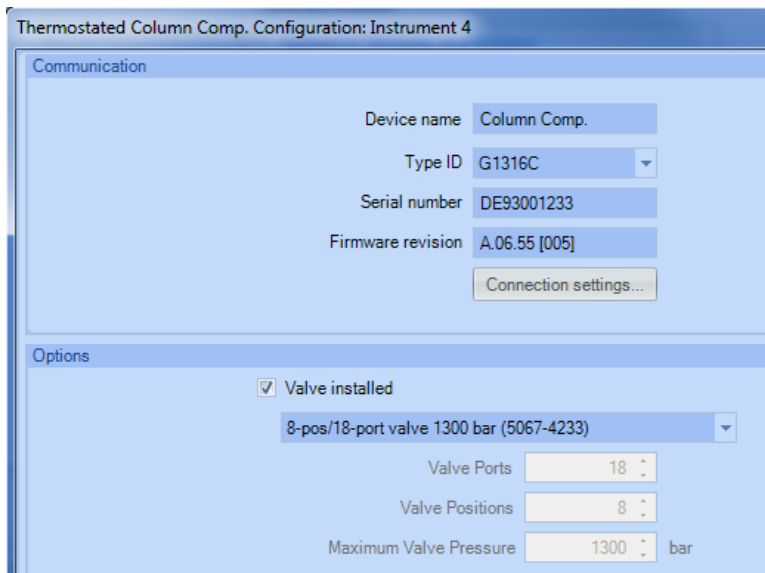 Thermostated Column Comp. Configuration: Instrument 4
Communication
Device name Column Comp.
Type ID G1316C
Serial number DE93001233
Firmware revision A.06.55 [005]
Connection settings...
Options
Valve installed
8-pos/18-port valve 1300 bar (5067-4233)
Valve Ports 18
Valve Positions 8
Maximum Valve Pressure 1300 bar